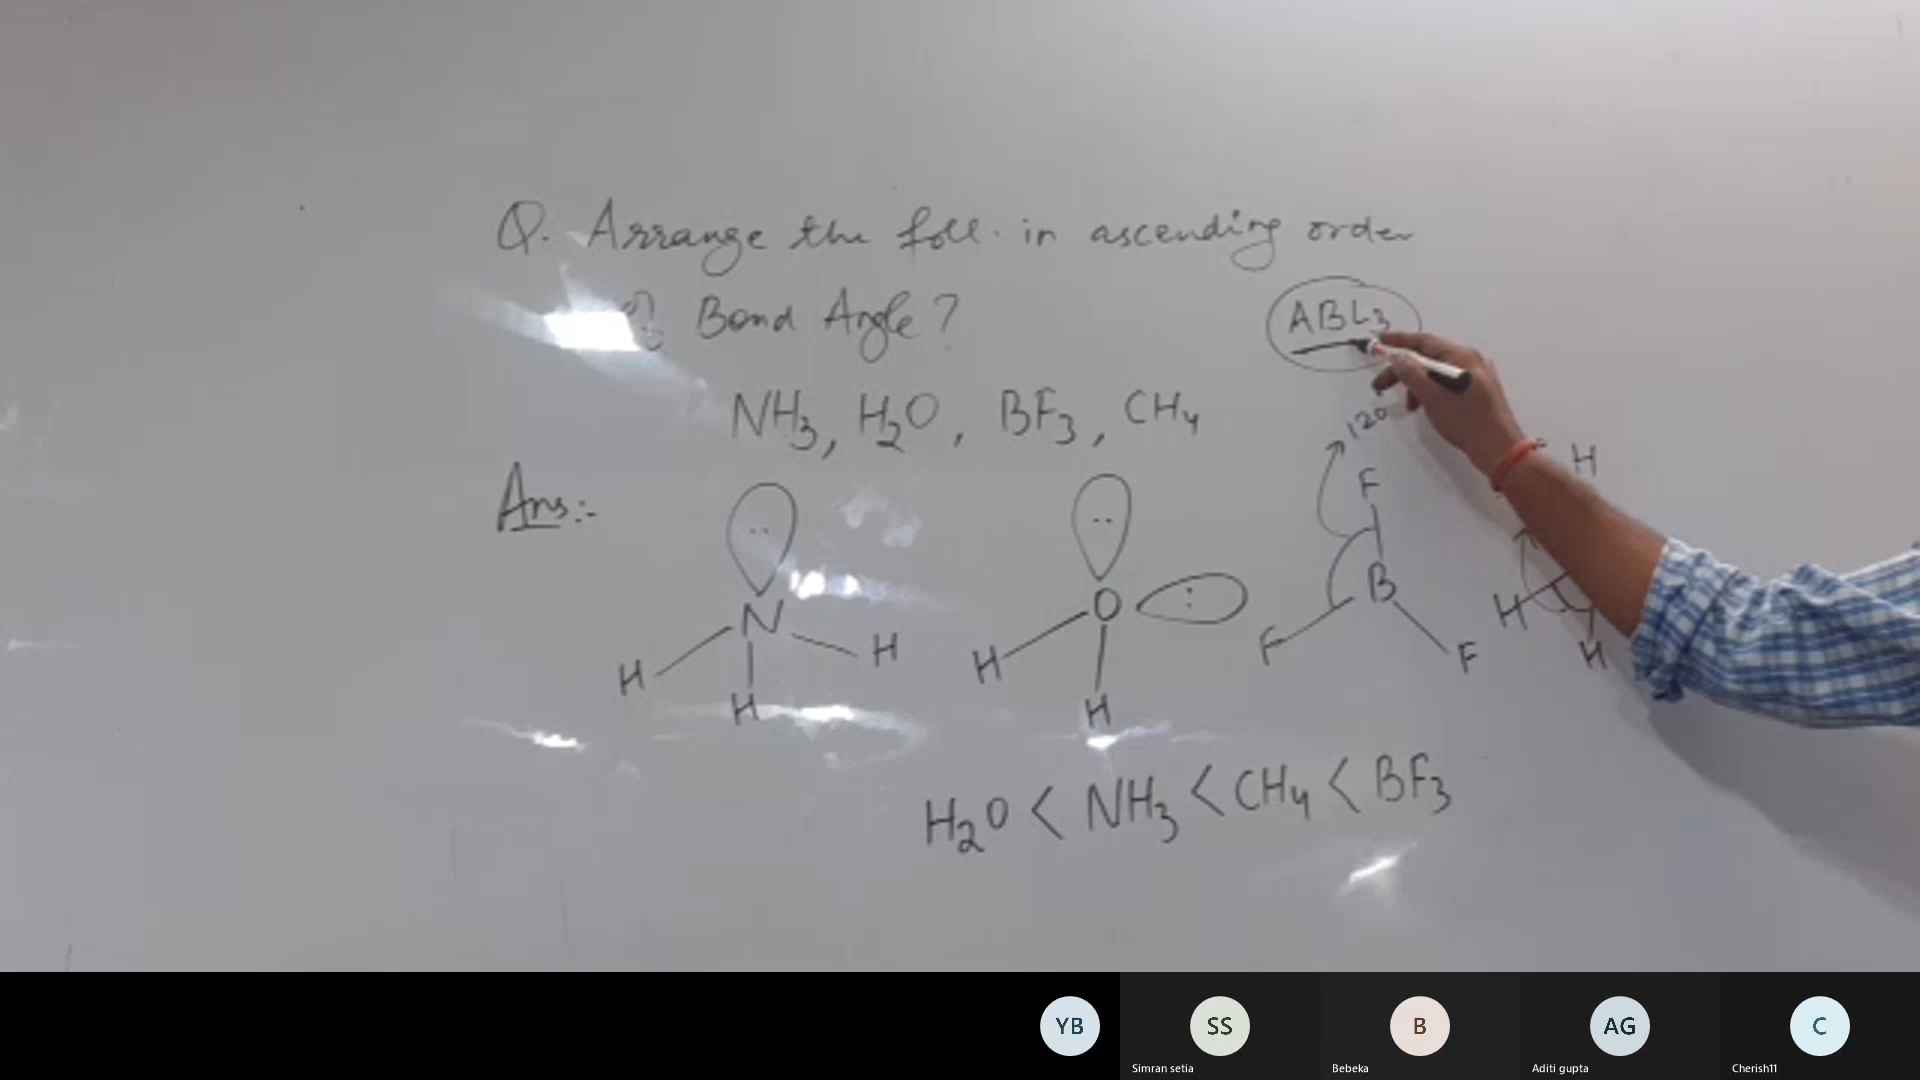 Q. Arrange the foll. in ascending order
of Bond Angle?
ABL3
NH3, H2O, BF3, CH4
120
Ans:-
F
H
N
O
B
H
H
H
H
H
F
F
H
H
H2O < NH3 < CH4 < BF3
YB
SS
B
AG
C
Simran setia
Bebeka
Aditi gupta
Cherish11